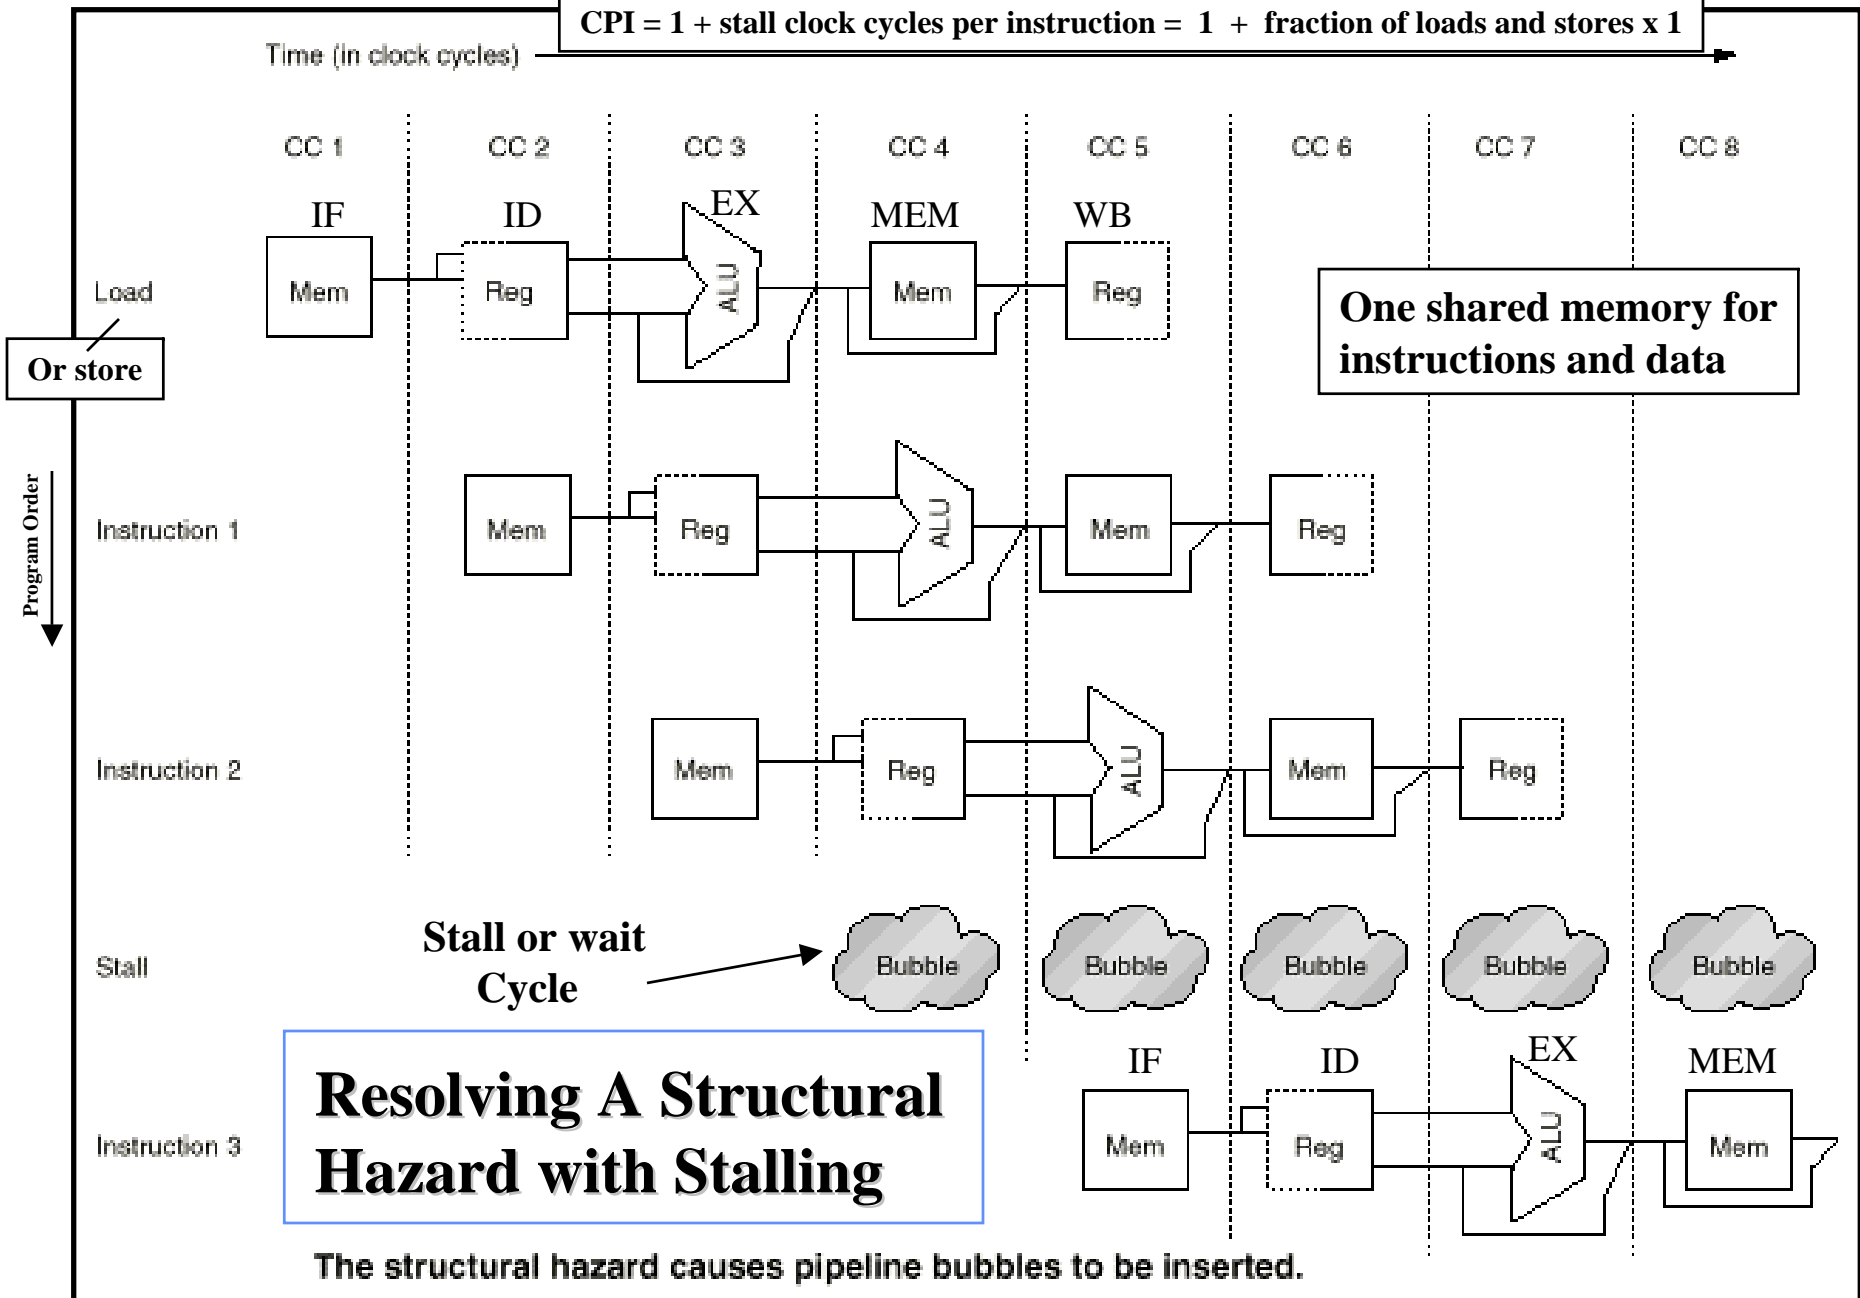 CPI = 1 + stall clock cycles per instruction = 1 + fraction of loads and stores x 1
Time (in clock cycles)
CC 1 CC 2 CC 3 CC 4 CC 5 CC 6 CC 7 CC 8
IF ID EX MEM WB
Load Mem Reg ALU Mem Reg
Or store
One shared memory for
instructions and data
Program Order
Instruction 1 Mem Reg ALU Mem Reg
Instruction 2 Mem Reg ALU Mem Reg
Stall or wait
Cycle
Stall Bubble Bubble Bubble Bubble Bubble
IF ID EX MEM
Resolving A Structural
Hazard with Stalling
Instruction 3 Mem Reg ALU Mem
The structural hazard causes pipeline bubbles to be inserted.